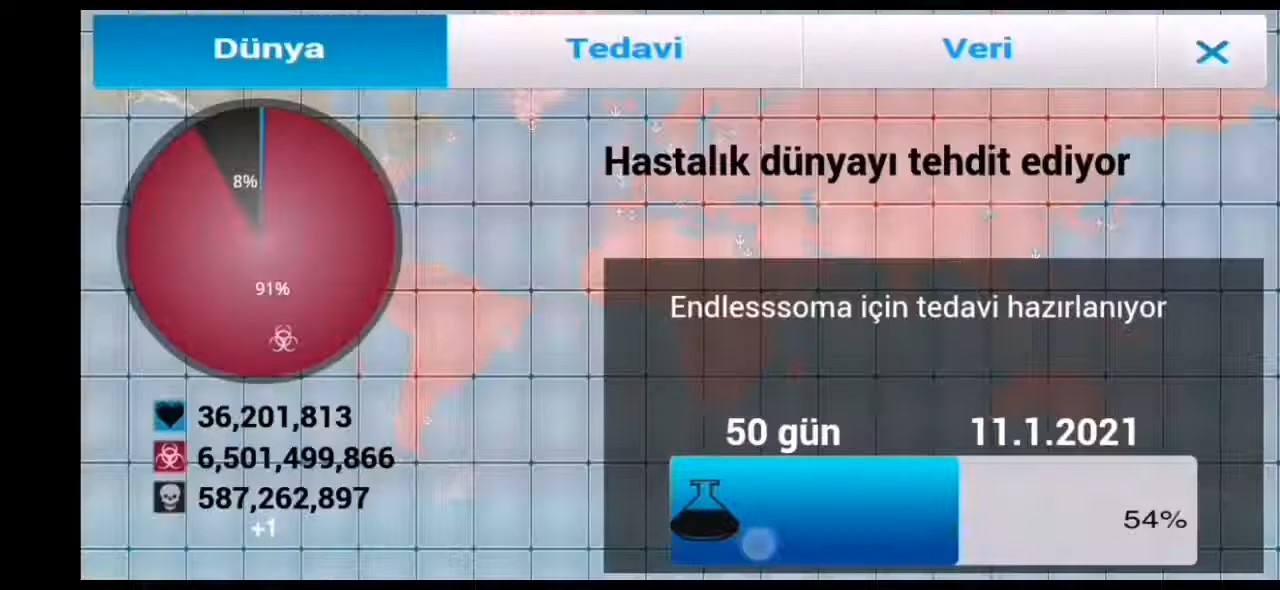 Dünya Tedavi Veri
Hastalık dünyayı tehdit ediyor
8%
91%
Endlesssoma için tedavi hazırlanıyor
36,201,813
6,501,499,866
587,262,897
+1
50 gün 11.1.2021
54%